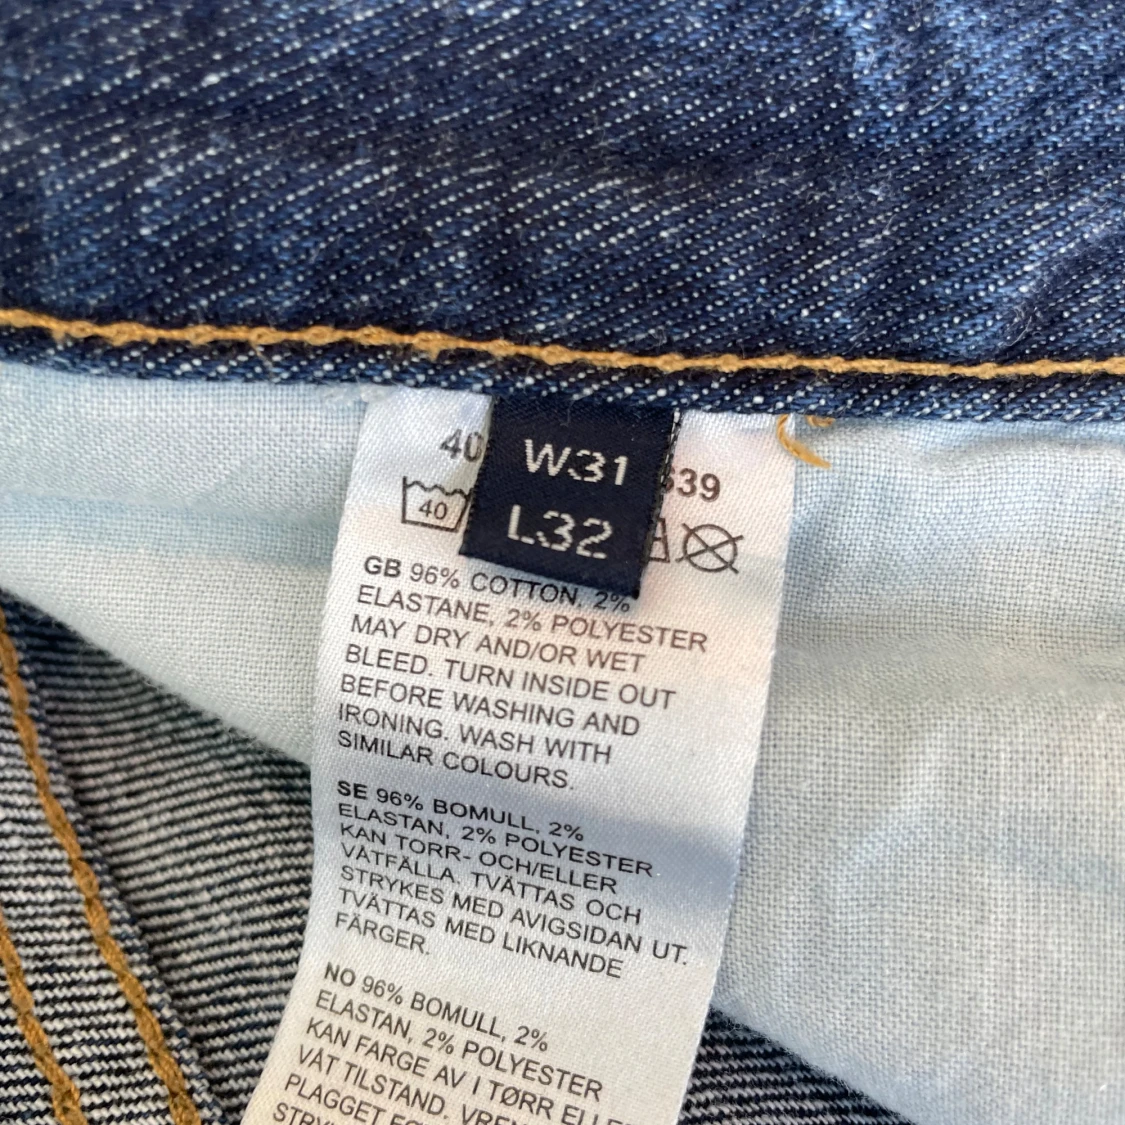 W31
L32
40
639
40
GB 96% COTTON, 2%
ELASTANE, 2% POLYESTER
MAY DRY AND/OR WET
BLEED. TURN INSIDE OUT
BEFORE WASHING AND
IRONING. WASH WITH
SIMILAR COLOURS.
SE 96% BOMULL, 2%
ELASTAN, 2% POLYESTER
KAN TORR- OCH/ELLER
VÅTFÄLLA. TVÄTTAS OCH
STRYKES MED AVIGSIDAN UT.
TVÄTTAS MED LIKNANDE
FÄRGER.
NO 96% BOMULL, 2%
ELASTAN, 2% POLYESTER
KAN FARGE AV I TØRR
VÅT TILSTAND.
PLAGGET